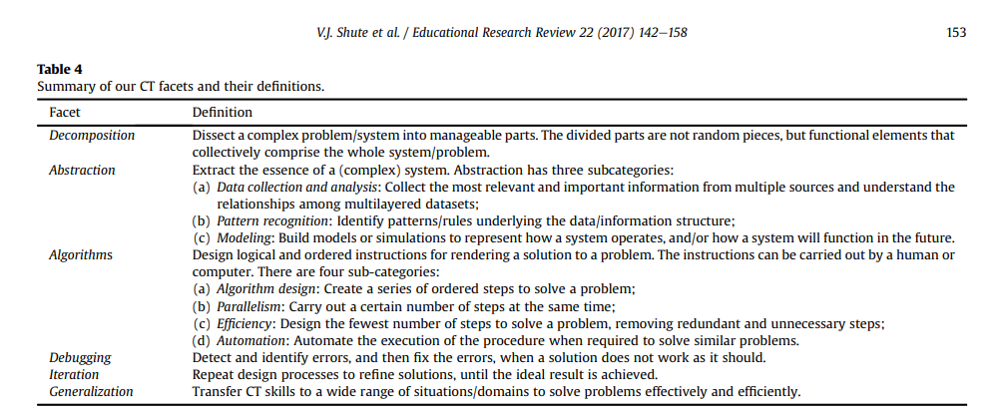 V.J. Shute et al. / Educational Research Review 22 (2017) 142–158
153
Table 4
Summary of our CT facets and their definitions.
Facet Definition
Decomposition Dissect a complex problem/system into manageable parts. The divided parts are not random pieces, but functional elements that
collectively comprise the whole system/problem.
Abstraction Extract the essence of a (complex) system. Abstraction has three subcategories:
(a) Data collection and analysis: Collect the most relevant and important information from multiple sources and understand the
relationships among multilayered datasets;
(b) Pattern recognition: Identify patterns/rules underlying the data/information structure;
(c) Modeling: Build models or simulations to represent how a system operates, and/or how a system will function in the future.
Algorithms Design logical and ordered instructions for rendering a solution to a problem. The instructions can be carried out by a human or
computer. There are four sub-categories:
(a) Algorithm design: Create a series of ordered steps to solve a problem;
(b) Parallelism: Carry out a certain number of steps at the same time;
(c) Efficiency: Design the fewest number of steps to solve a problem, removing redundant and unnecessary steps;
(d) Automation: Automate the execution of the procedure when required to solve similar problems.
Debugging Detect and identify errors, and then fix the errors, when a solution does not work as it should.
Iteration Repeat design processes to refine solutions, until the ideal result is achieved.
Generalization Transfer CT skills to a wide range of situations/domains to solve problems effectively and efficiently.